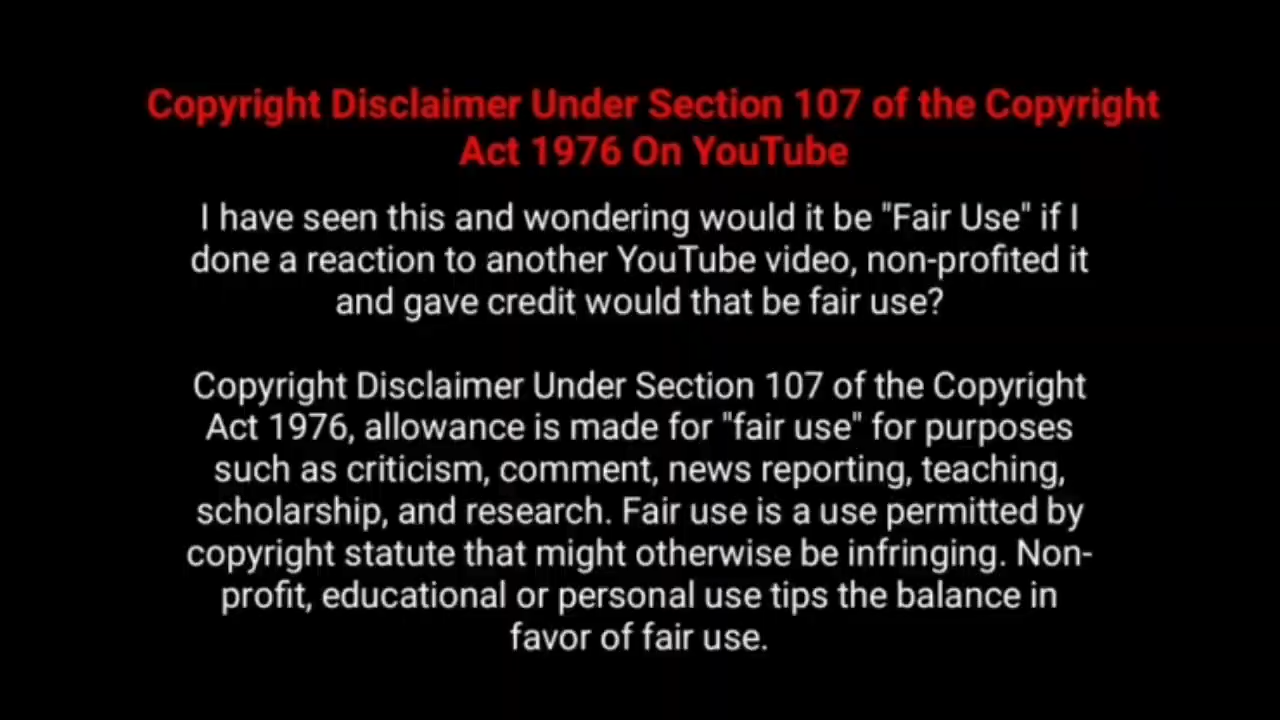 Copyright Disclaimer Under Section 107 of the Copyright
Act 1976 On YouTube
I have seen this and wondering would it be "Fair Use" if I
done a reaction to another YouTube video, non-profited it
and gave credit would that be fair use?
Copyright Disclaimer Under Section 107 of the Copyright
Act 1976, allowance is made for "fair use" for purposes
such as criticism, comment, news reporting, teaching,
scholarship, and research. Fair use is a use permitted by
copyright statute that might otherwise be infringing. Non-
profit, educational or personal use tips the balance in
favor of fair use.